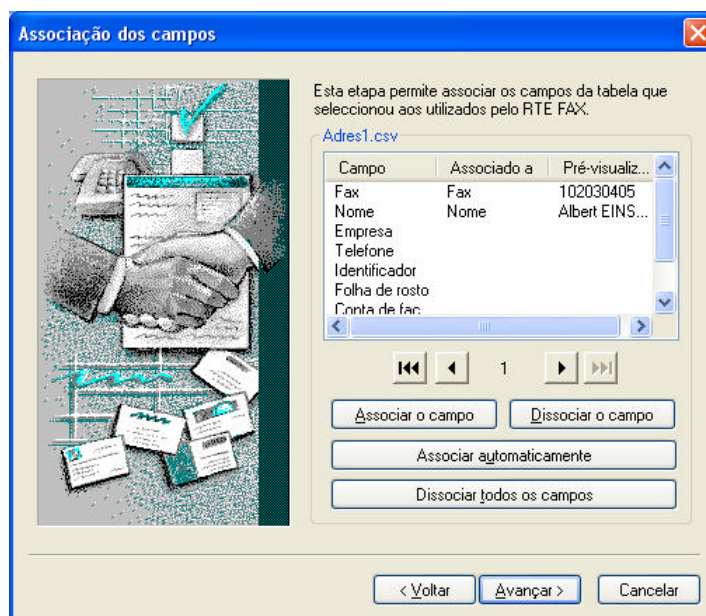 Associação dos campos
Esta etapa permite associar os campos da tabela que
seleccionou aos utilizados pelo RTE FAX.
Adres1.csv
Campo Associado a Pré-visualiz...
Fax Fax 102030405
Nome Nome Albert EINS...
Empresa
Telefone
Identificador
Folha de rosto
Conta de fac
1
Associar o campo Dissociar o campo
Associar automaticamente
Dissociar todos os campos
< Voltar Avançar > Cancelar